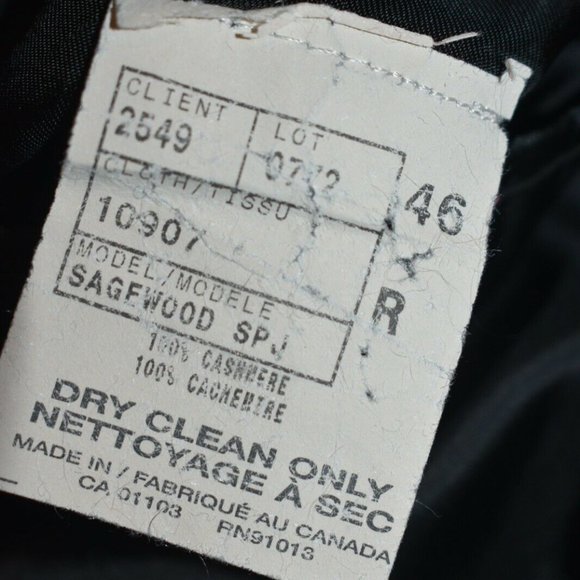 CLIENT LOT
2549 46
CLOTH/TISSU
10907
MODEL/MODELE R
SAGEWOOD SPJ
100% CASHMERE
100% CACHEMIRE
DRY CLEAN ONLY
NETTOYAGE À SEC
MADE IN / FABRIQUÉ AU CANADA
CA 01103 RN91013